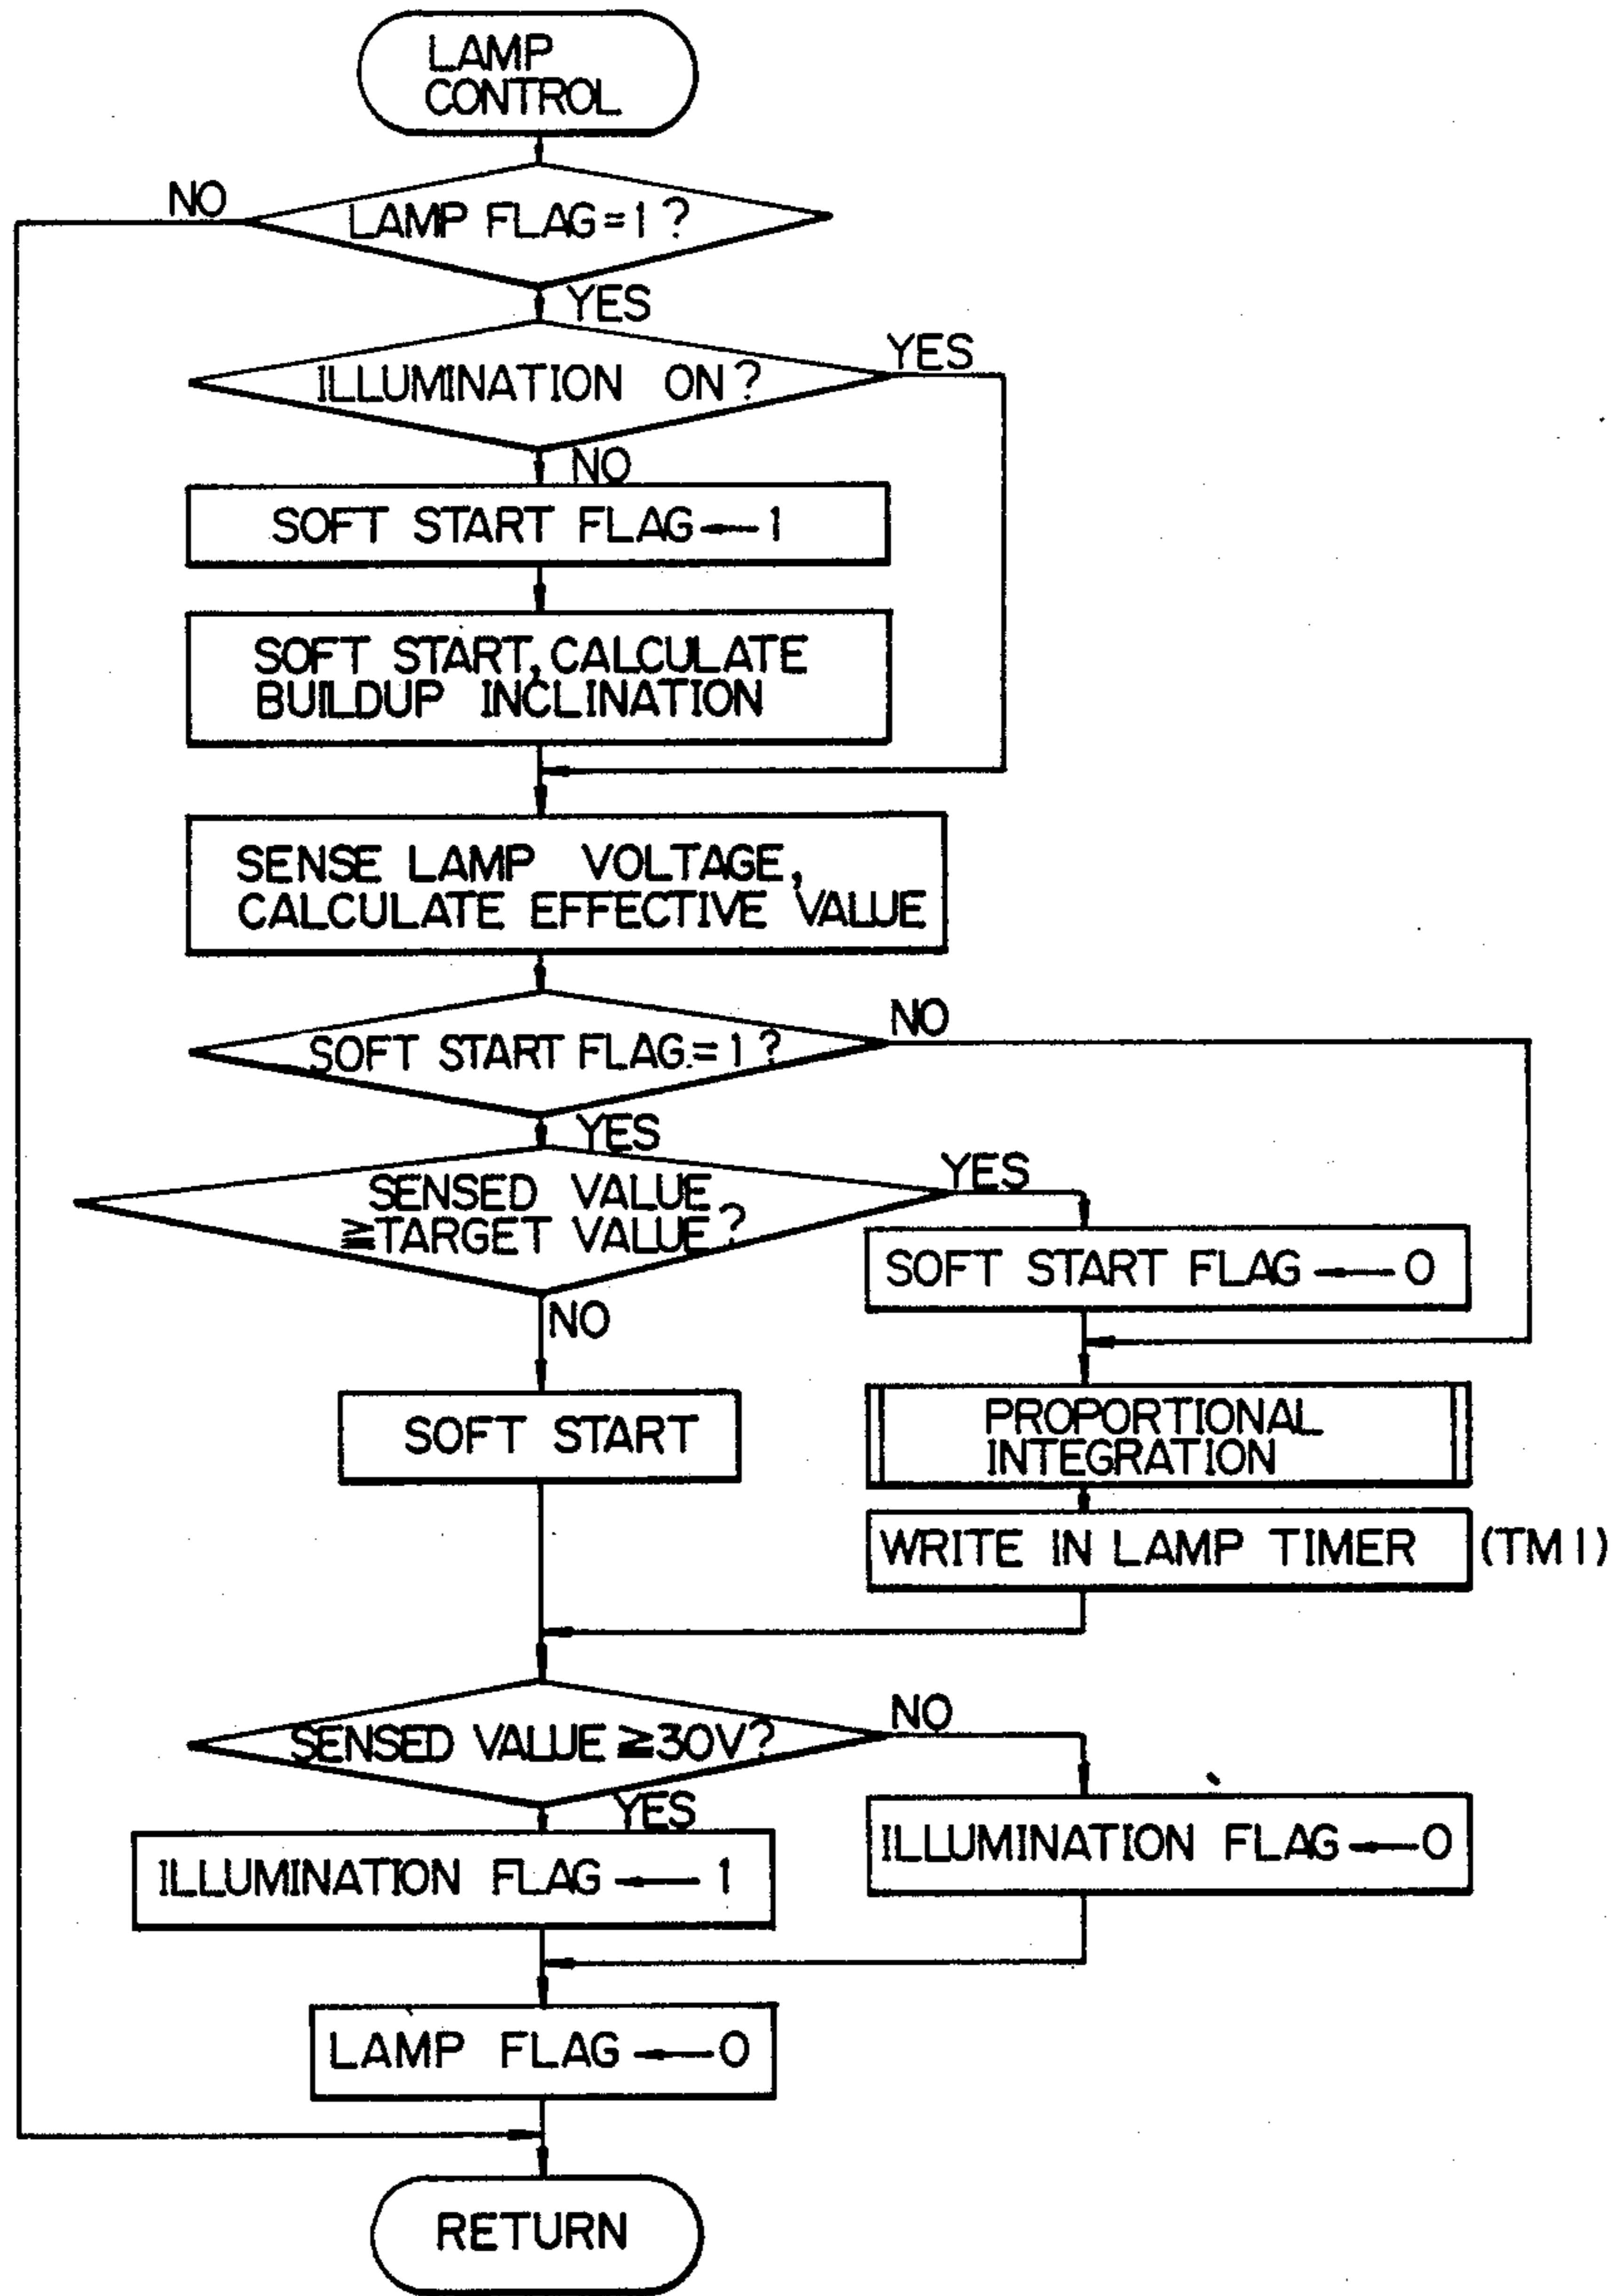 LAMP
CONTROL
NO
LAMP FLAG=1?
YES
YES
ILLUMINATION ON?
NO
SOFT START FLAG←1
SOFT START, CALCULATE
BUILDUP INCLINATION
SENSE LAMP VOLTAGE,
CALCULATE EFFECTIVE VALUE
NO
SOFT START FLAG=1?
YES
YES
SENSED VALUE
≧TARGET VALUE?
SOFT START FLAG←0
NO
PROPORTIONAL
INTEGRATION
SOFT START
WRITE IN LAMP TIMER (TM1)
NO
SENSED VALUE≧30V?
YES
ILLUMINATION FLAG←0
ILLUMINATION FLAG←1
LAMP FLAG←0
RETURN